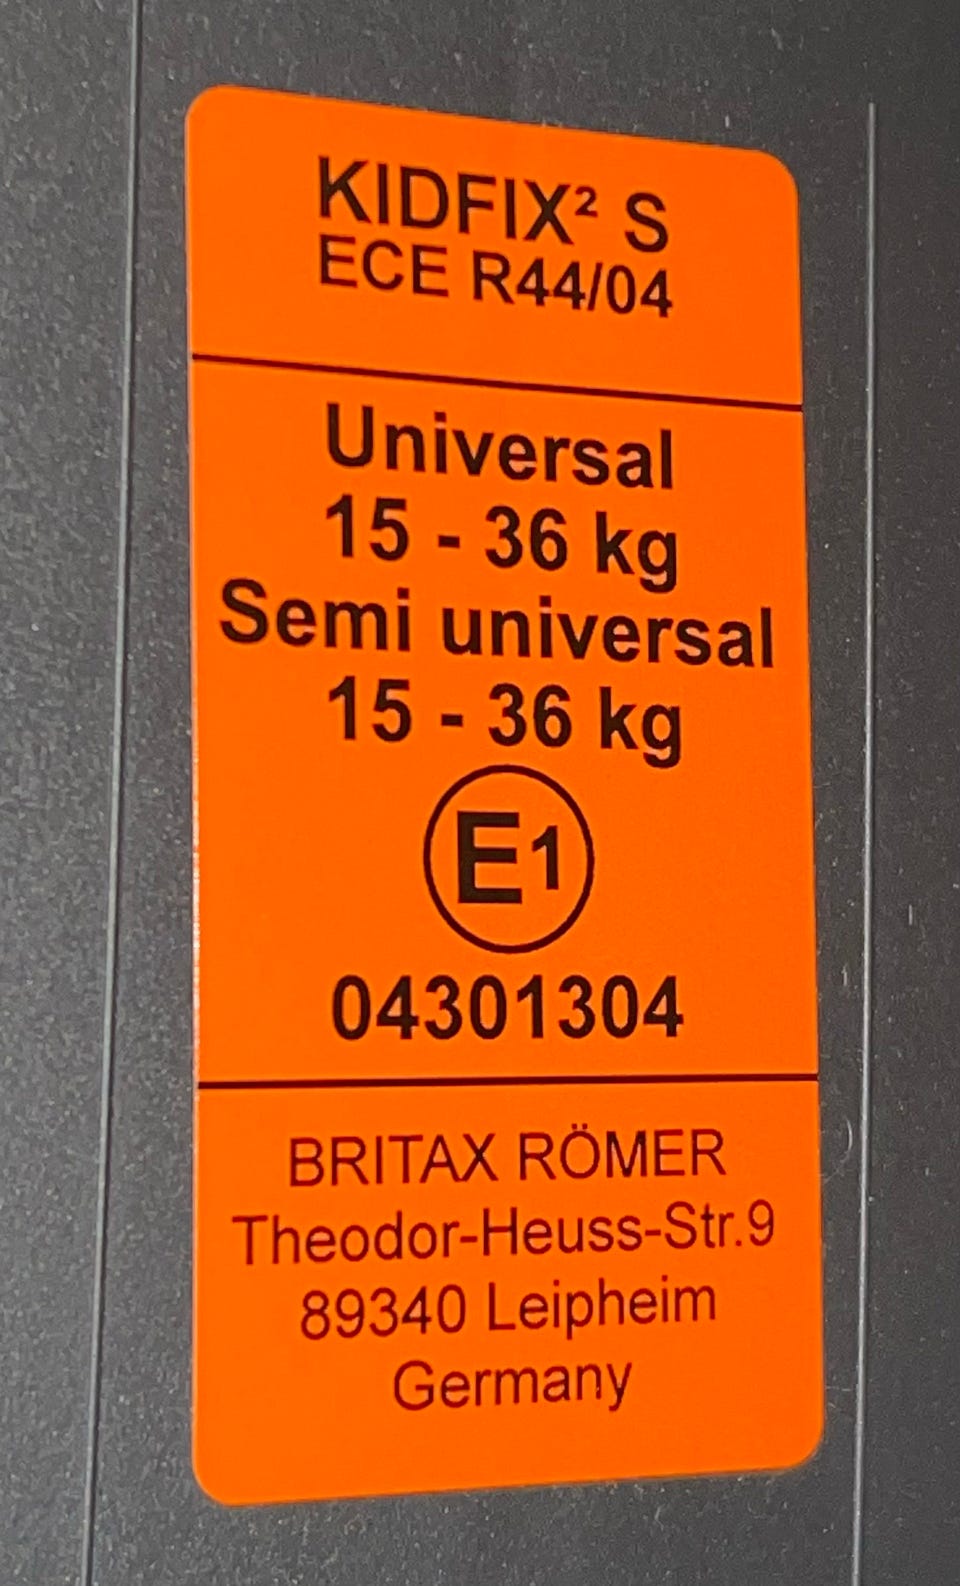 KIDFIX² S
ECE R44/04
Universal
15 - 36 kg
Semi universal
15 - 36 kg
E1
04301304
BRITAX RÖMER
Theodor-Heuss-Str.9
89340 Leipheim
Germany